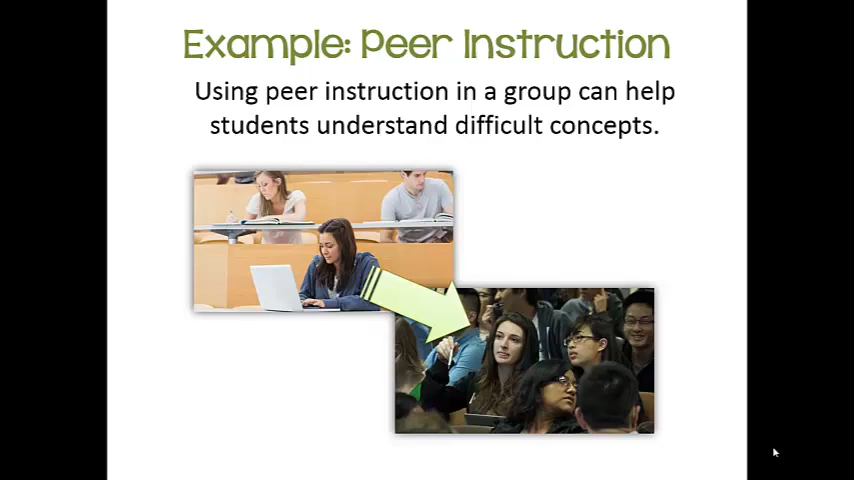 Example: Peer Instruction
Using peer instruction in a group can help
students understand difficult concepts.